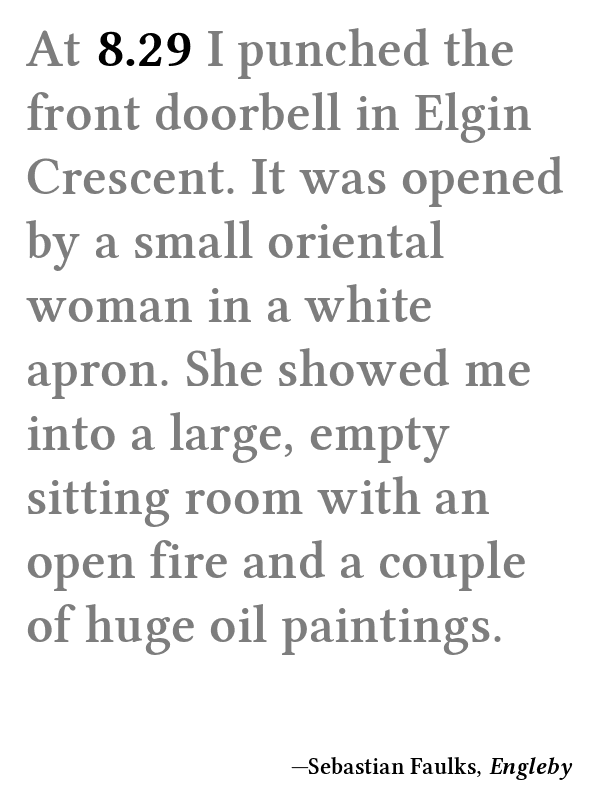 At 8.29 I punched the
front doorbell in Elgin
Crescent. It was opened
by a small oriental
woman in a white
apron. She showed me
into a large, empty
sitting room with an
open fire and a couple
of huge oil paintings.
—Sebastian Faulks, Engleby